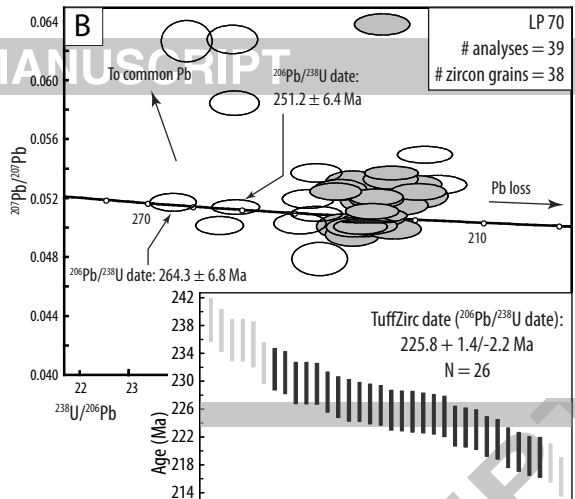 B
LP 70
# analyses = 39
# zircon grains = 38
MANUSCRIPT
To common Pb
206Pb/238U date:
251.2 ± 6.4 Ma
Pb loss
270
210
206Pb/238U date: 264.3 ± 6.8 Ma
207Pb/207Pb
0.064
0.060
0.056
0.052
0.048
0.044
0.040
22
23
238U/206Pb
TuffZirc date (206Pb/238U date):
225.8 + 1.4/-2.2 Ma
N = 26
Age (Ma)
242
238
234
230
226
222
218
214